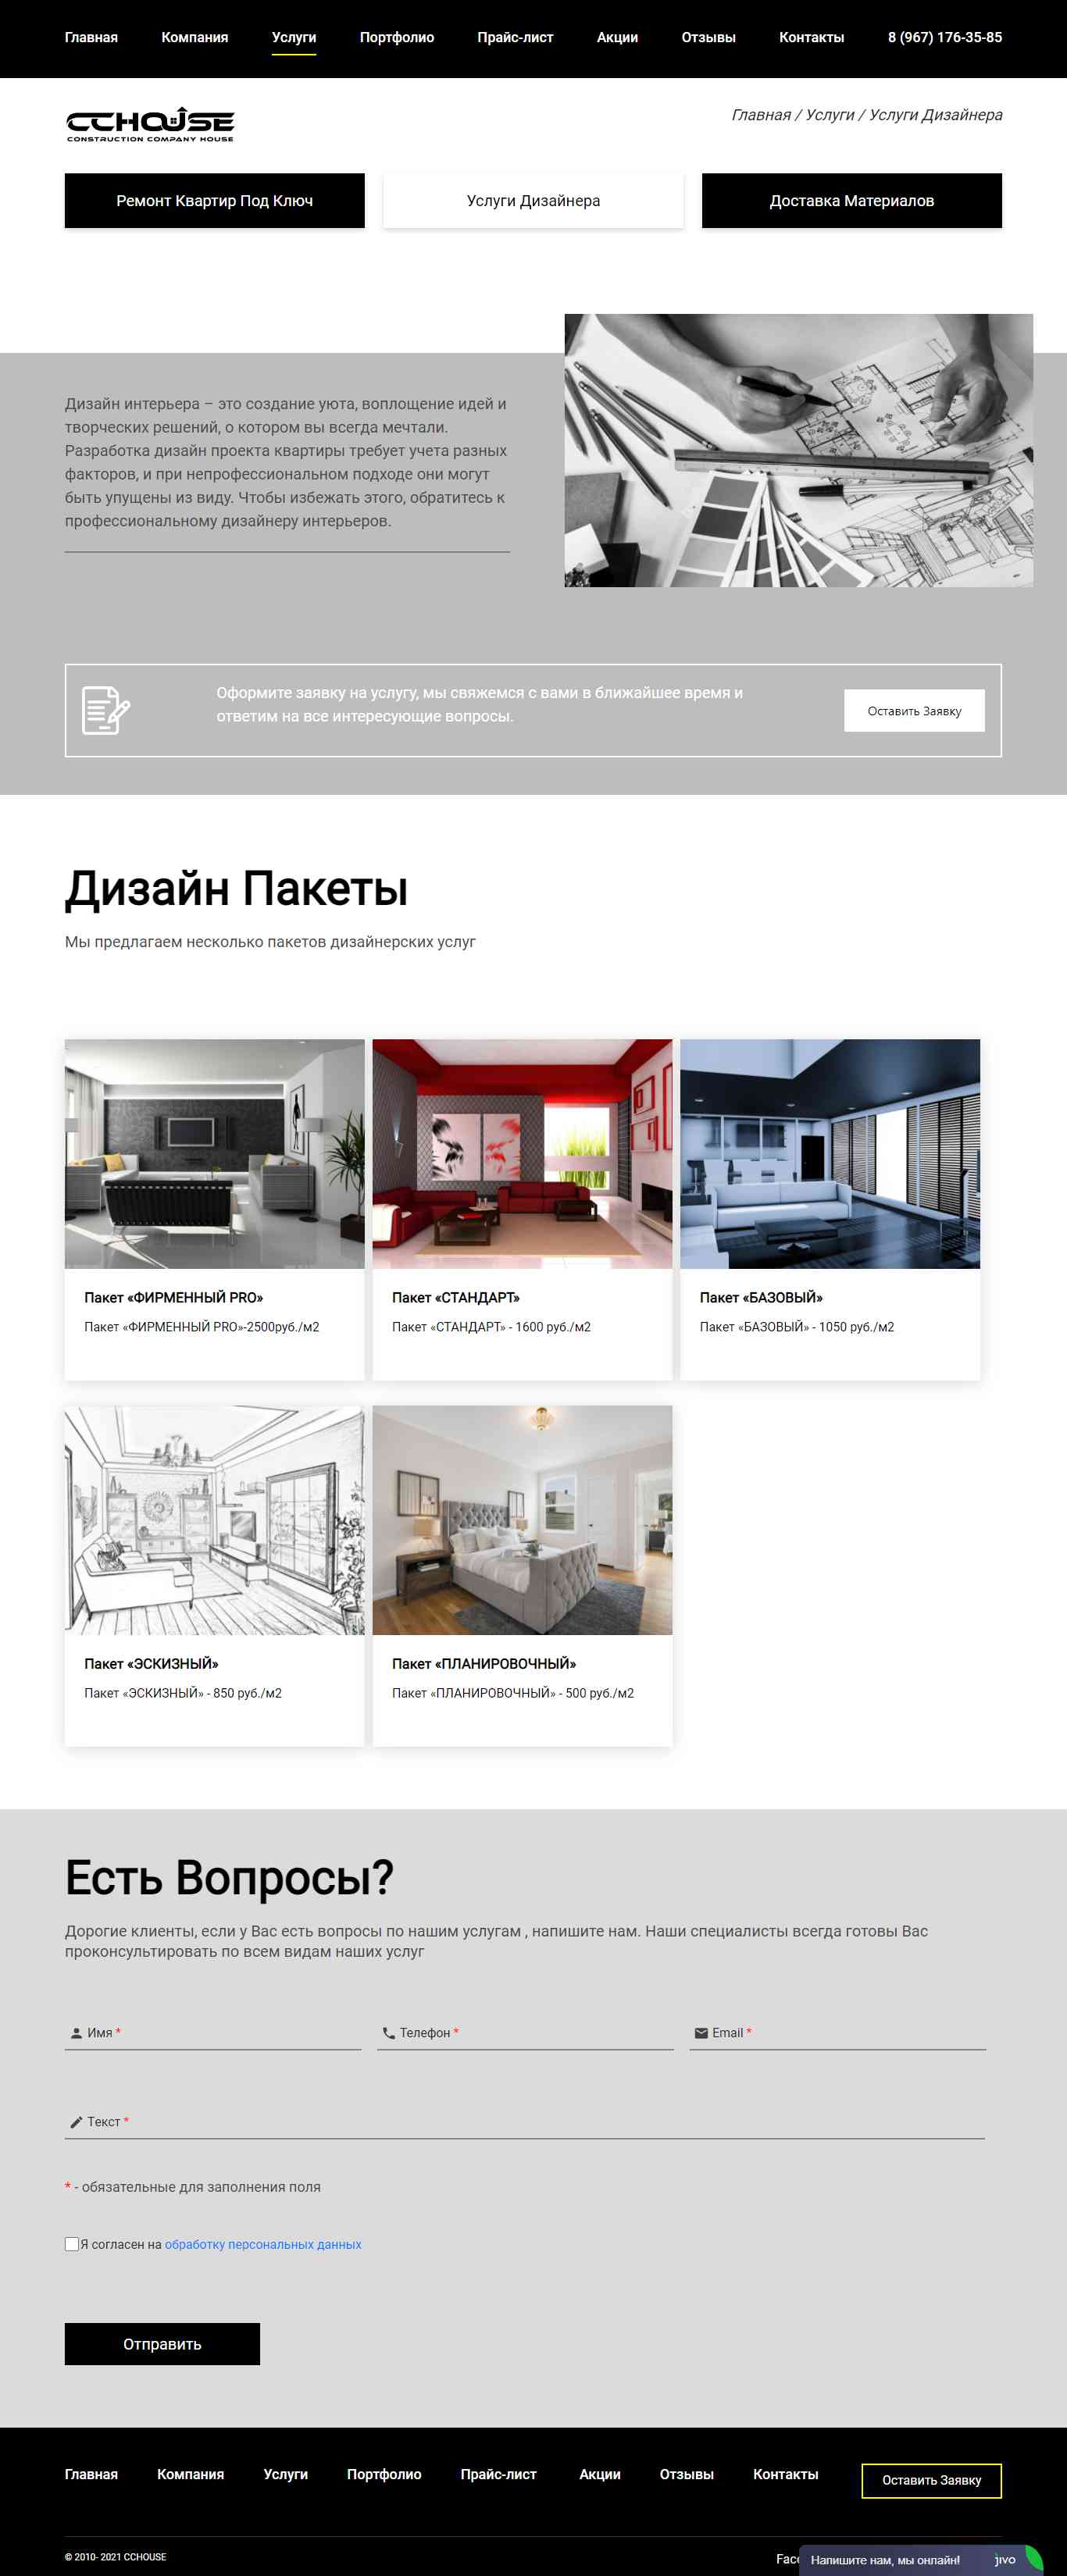 Главная Компания Услуги Портфолио Прайс-лист Акции Отзывы Контакты 8 (967) 176-35-85
CCHOUSE
CONSTRUCTION COMPANY HOUSE
Главная / Услуги / Услуги Дизайнера
Ремонт Квартир Под Ключ
Услуги Дизайнера
Доставка Материалов
Дизайн интерьера – это создание уюта, воплощение идей и
творческих решений, о котором вы всегда мечтали.
Разработка дизайн проекта квартиры требует учета разных
факторов, и при непрофессиональном подходе они могут
быть упущены из виду. Чтобы избежать этого, обратитесь к
профессиональному дизайнеру интерьеров.
Оформите заявку на услугу, мы свяжемся с вами в ближайшее время и
ответим на все интересующие вопросы.
Оставить Заявку
Дизайн Пакеты
Мы предлагаем несколько пакетов дизайнерских услуг
Пакет «ФИРМЕННЫЙ PRO»
Пакет «ФИРМЕННЫЙ PRO»-2500руб./м2
Пакет «СТАНДАРТ»
Пакет «СТАНДАРТ» - 1600 руб./м2
Пакет «БАЗОВЫЙ»
Пакет «БАЗОВЫЙ» - 1050 руб./м2
Пакет «ЭСКИЗНЫЙ»
Пакет «ЭСКИЗНЫЙ» - 850 руб./м2
Пакет «ПЛАНИРОВОЧНЫЙ»
Пакет «ПЛАНИРОВОЧНЫЙ» - 500 руб./м2
Есть Вопросы?
Дорогие клиенты, если у Вас есть вопросы по нашим услугам , напишите нам. Наши специалисты всегда готовы Вас
проконсультировать по всем видам наших услуг
Имя *
Телефон *
Email *
Текст *
* - обязательные для заполнения поля
Я согласен на обработку персональных данных
Отправить
Главная Компания Услуги Портфолио Прайс-лист Акции Отзывы Контакты
Оставить Заявку
© 2010- 2021 CCHOUSE
Напишите нам, мы онлайн!
jivo